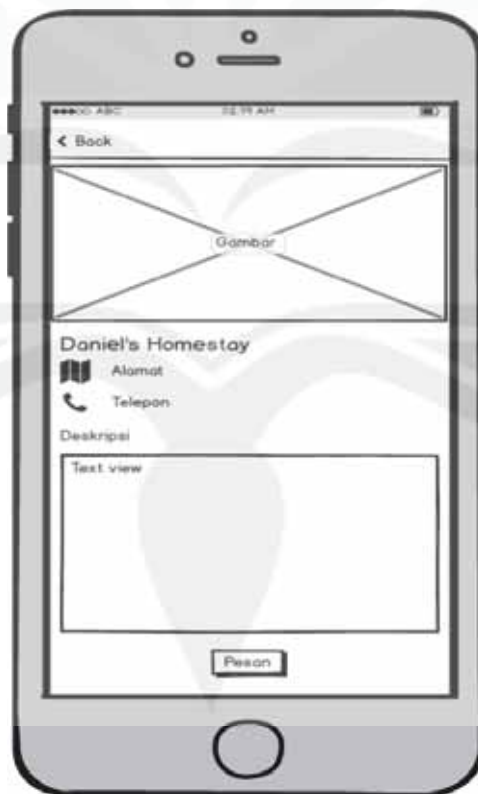 ABC 02.19 AM
Back
Gambar
Daniel's Homestay
Alamat
Telepon
Deskripsi
Text view
Pesan